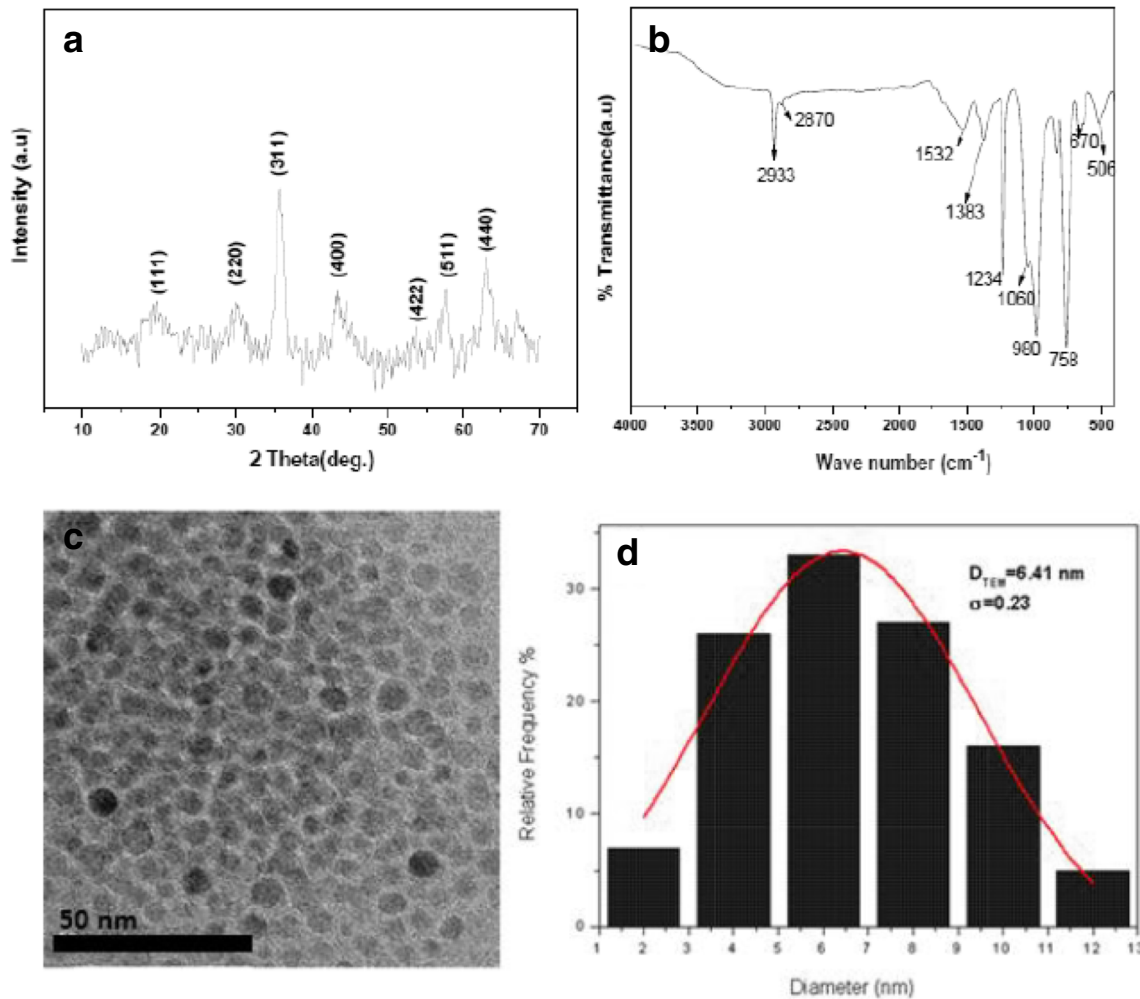 a
Intensity (a.u)
(111)
(220)
(311)
(400)
(422)
(511)
(440)
10 20 30 40 50 60 70
2 Theta(deg.)
b
% Transmittance(a.u)
2933
2870
1532
1383
1234
1060
980
758
670
506
4000 3500 3000 2500 2000 1500 1000 500
Wave number (cm⁻¹)
c
50 nm
d
Relative Frequency %
30
20
10
0
D_TEM=6.41 nm
σ=0.23
1 2 3 4 5 6 7 8 9 10 11 12 13
Diameter (nm)